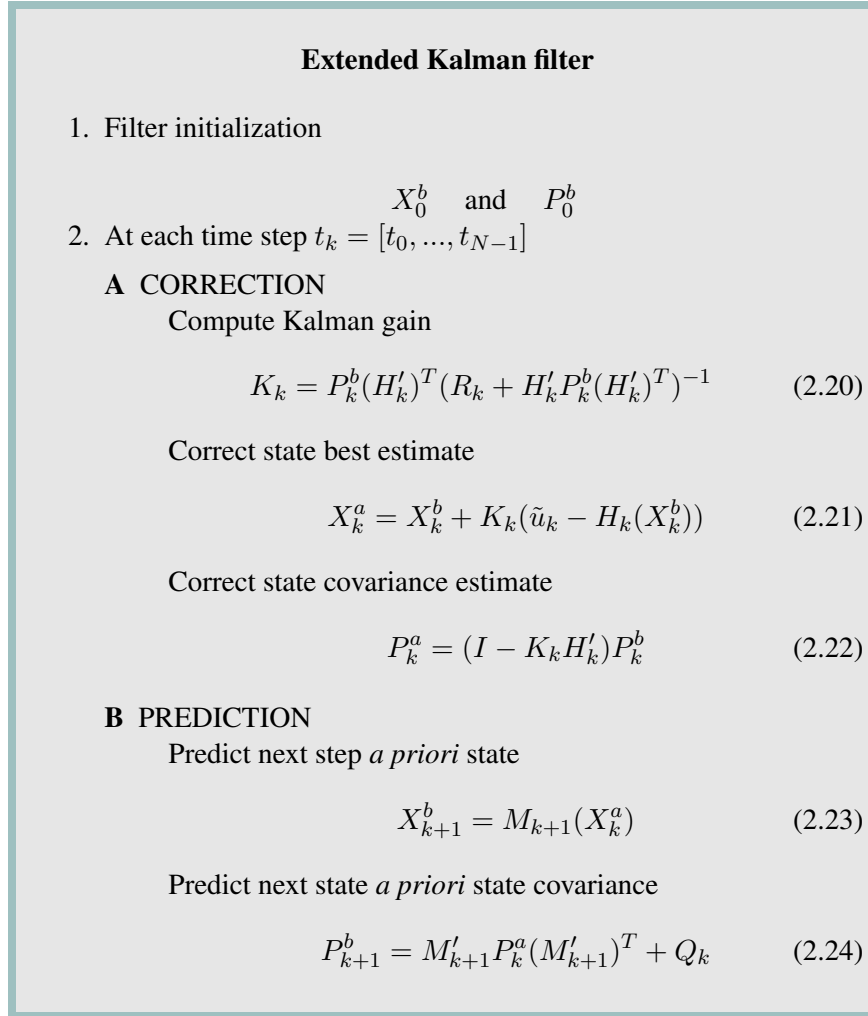 Extended Kalman filter
1. Filter initialization
X_0^b and P_0^b
2. At each time step t_k = [t_0, ..., t_{N−1}]
A CORRECTION
Compute Kalman gain
K_k = P_k^b(H′_k)^T(R_k + H′_k P_k^b(H′_k)^T)^{−1} (2.20)
Correct state best estimate
X_k^a = X_k^b + K_k(ũ_k − H_k(X_k^b)) (2.21)
Correct state covariance estimate
P_k^a = (I − K_k H′_k)P_k^b (2.22)
B PREDICTION
Predict next step a priori state
X_{k+1}^b = M_{k+1}(X_k^a) (2.23)
Predict next state a priori state covariance
P_{k+1}^b = M′_{k+1} P_k^a(M′_{k+1})^T + Q_k (2.24)